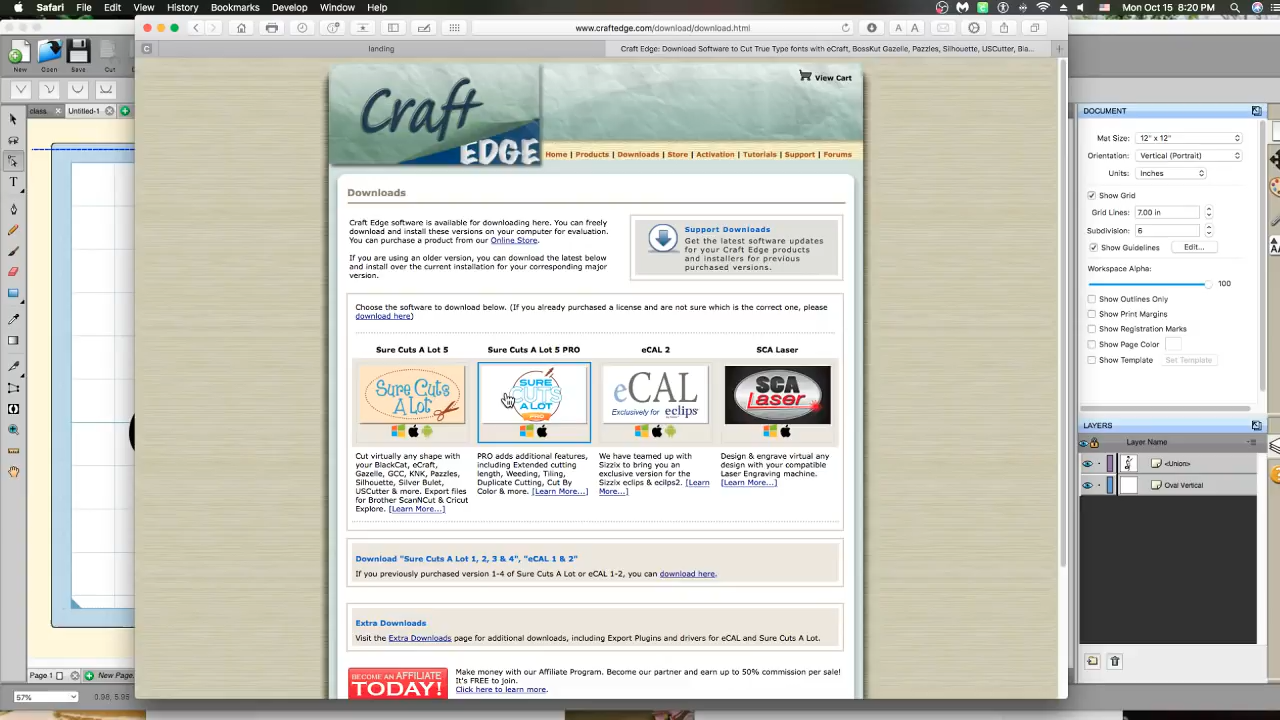 Safari File Edit View History Bookmarks Develop Window Help
Mon Oct 15 8:20 PM
www.craftedge.com/download/download.html
A A
C landing
Craft Edge: Download Software to Cut True Type fonts with eCraft, BossKut Gazelle, Pazzles, Silhouette, USCutter, Bla...
New Open Save Cut
class. Untitled-1
View Cart
Craft
EDGE
Home | Products | Downloads | Store | Activation | Tutorials | Support | Forums
Downloads
Craft Edge software is available for downloading here. You can freely
download and install these versions on your computer for evaluation.
You can purchase a product from our Online Store.
If you are using an older version, you can download the latest below
and install over the current installation for your corresponding major
version.
Support Downloads
Get the latest software updates
for your Craft Edge products
and installers for previous
purchased versions.
Choose the software to download below. (If you already purchased a license and are not sure which is the correct one, please
download here)
Sure Cuts A Lot 5
Sure Cuts
A Lot
Cut virtually any shape with
your BlackCat, eCraft,
Gazelle, GCC, KNK, Pazzles,
Silhouette, Silver Bullet,
USCutter & more. Export files
for Brother ScanNCut & Cricut
Explore. [Learn More...]
Sure Cuts A Lot 5 PRO
SURE
CUTS
A LOT
PRO
PRO adds additional features,
including Extended cutting
length, Weeding, Tiling,
Duplicate Cutting, Cut By
Color & more. [Learn More...]
eCAL 2
eCAL
Exclusively for eclips
We have teamed up with
Sizzix to bring you an
exclusive version for the
Sizzix eclips & eclips2. [Learn
More...]
SCA Laser
SCA
Laser
Design & engrave virtual any
design with your compatible
Laser Engraving machine.
[Learn More...]
Download "Sure Cuts A Lot 1, 2, 3 & 4", "eCAL 1 & 2"
If you previously purchased version 1-4 of Sure Cuts A Lot or eCAL 1-2, you can download here.
Extra Downloads
Visit the Extra Downloads page for additional downloads, including Export Plugins and drivers for eCAL and Sure Cuts A Lot.
BECOME AN AFFILIATE
TODAY!
Make money with our Affiliate Program. Become our partner and earn up to 50% commission per sale!
It's FREE to join.
Click here to learn more.
DOCUMENT
Mat Size: 12" x 12"
Orientation: Vertical (Portrait)
Units: Inches
Show Grid
Grid Lines: 7.00 in
Subdivision: 6
Show Guidelines Edit...
Workspace Alpha:
100
Show Outlines Only
Show Print Margins
Show Registration Marks
Show Page Color
Show Template Set Template
LAYERS
Layer Name
<Union>
Oval Vertical
Page 1 New Page
57% 0.98, 5.95